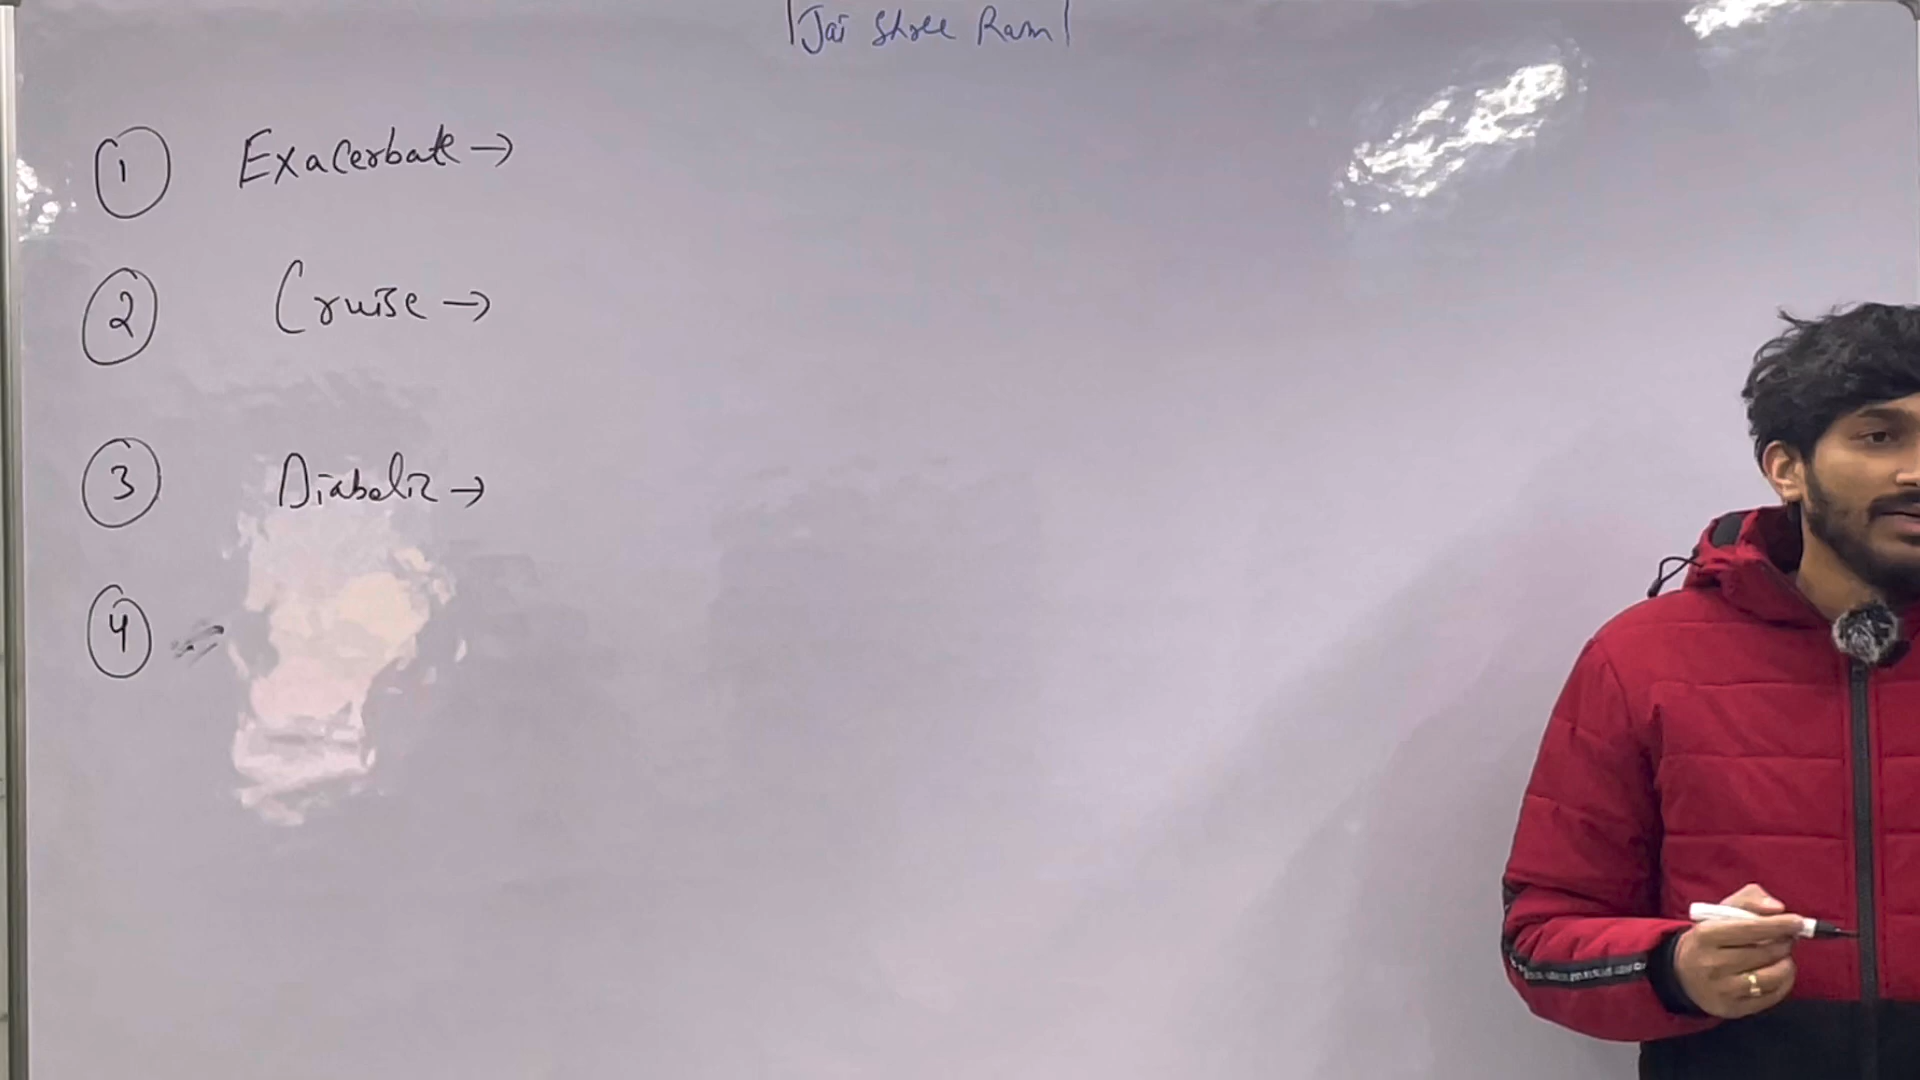 |Jai Shree Ram|
1 Exacerbate →
2 Cruise →
3 Diabolic →
4